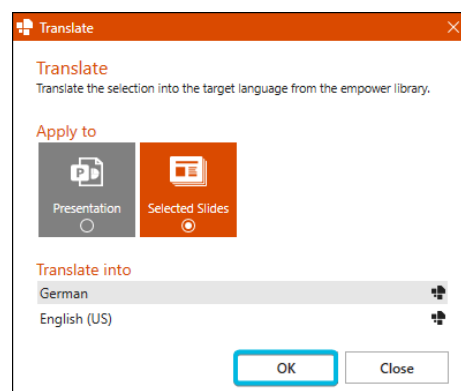 Translate
Translate
Translate the selection into the target language from the empower library.
Apply to
Presentation
Selected Slides
Translate into
German
English (US)
OK
Close